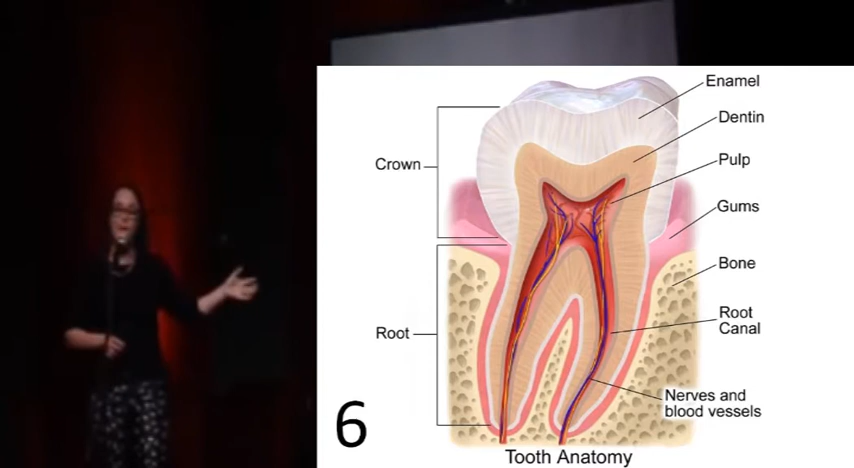 Enamel
Dentin
Crown
Pulp
Gums
Bone
Root
Canal
Root
Nerves and
blood vessels
6
Tooth Anatomy